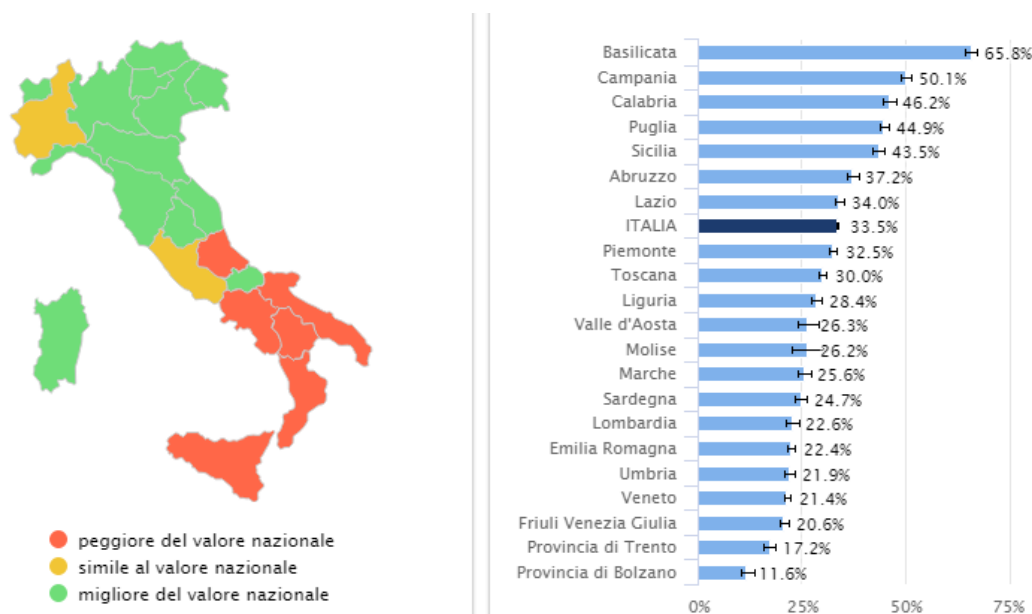 peggiore del valore nazionale
simile al valore nazionale
migliore del valore nazionale
Basilicata 65.8%
Campania 50.1%
Calabria 46.2%
Puglia 44.9%
Sicilia 43.5%
Abruzzo 37.2%
Lazio 34.0%
ITALIA 33.5%
Piemonte 32.5%
Toscana 30.0%
Liguria 28.4%
Valle d'Aosta 26.3%
Molise 26.2%
Marche 25.6%
Sardegna 24.7%
Lombardia 22.6%
Emilia Romagna 22.4%
Umbria 21.9%
Veneto 21.4%
Friuli Venezia Giulia 20.6%
Provincia di Trento 17.2%
Provincia di Bolzano 11.6%
0% 25% 50% 75%